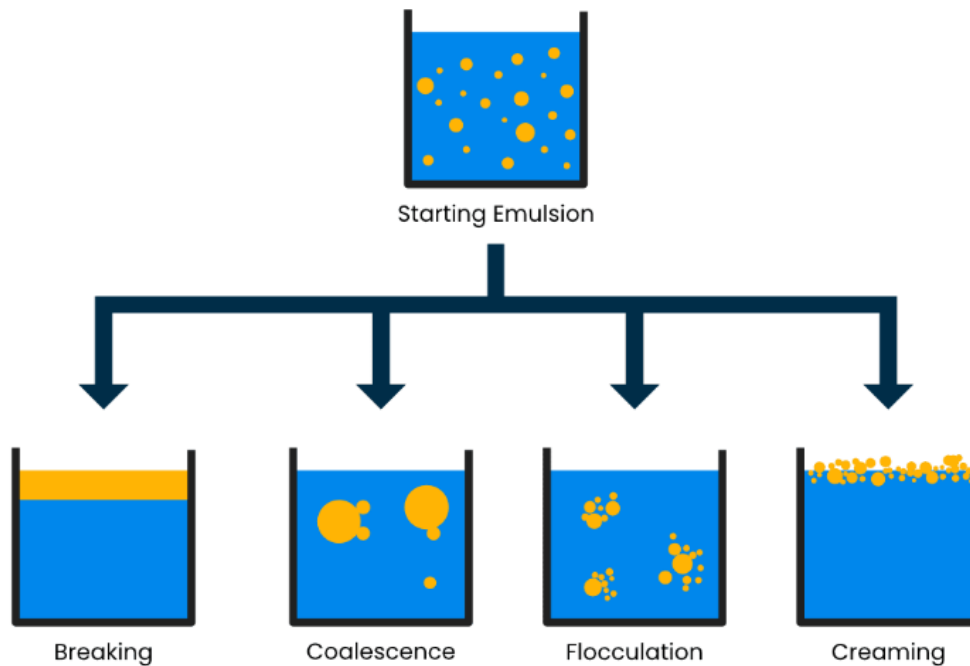 Starting Emulsion
Breaking
Coalescence
Flocculation
Creaming